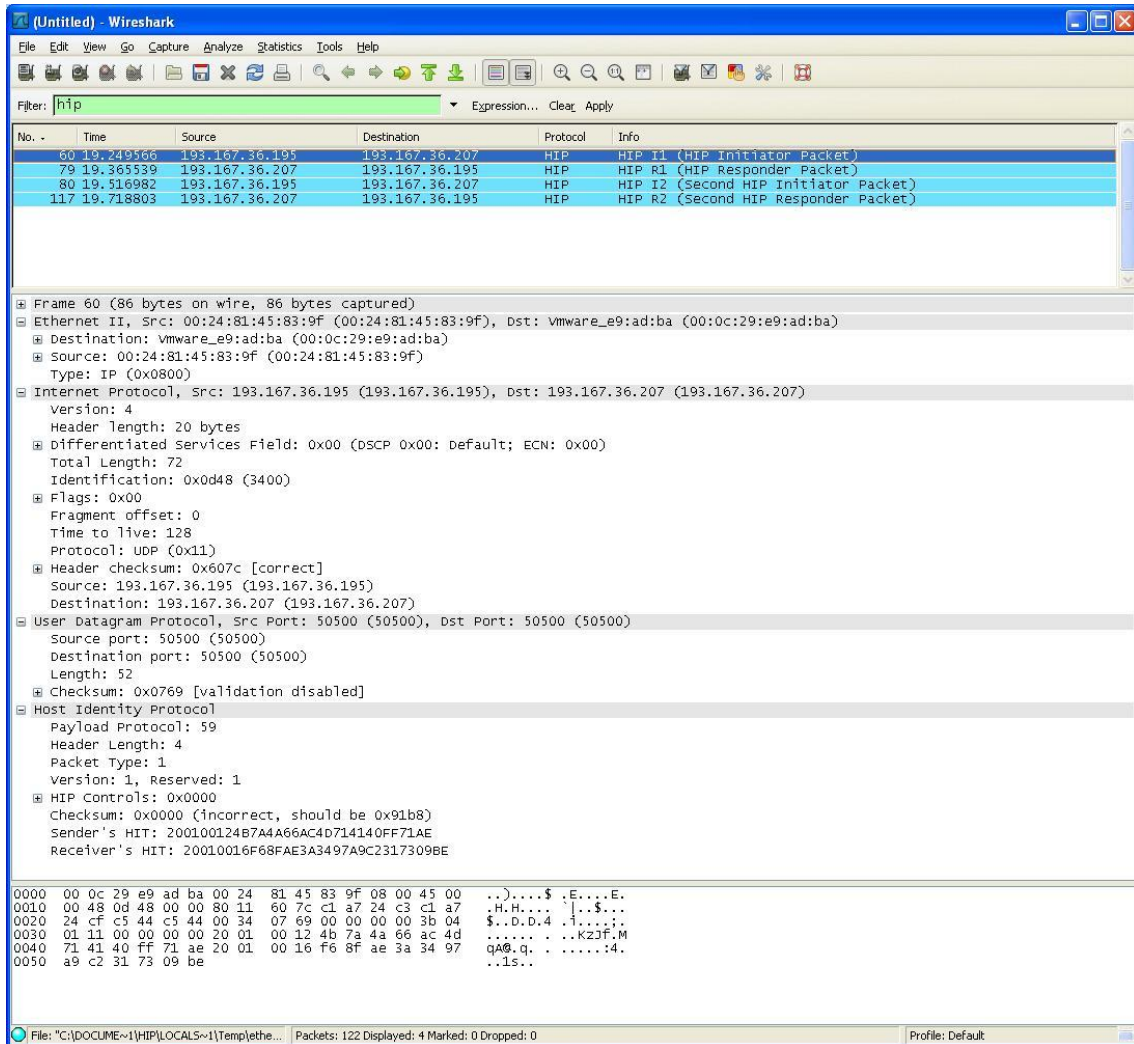 (Untitled) - Wireshark
File Edit View Go Capture Analyze Statistics Tools Help
Filter: hip Expression... Clear Apply
No. - Time Source Destination Protocol Info
60 19.249566 193.167.36.195 193.167.36.207 HIP HIP I1 (HIP Initiator Packet)
79 19.365539 193.167.36.207 193.167.36.195 HIP HIP R1 (HIP Responder Packet)
80 19.516982 193.167.36.195 193.167.36.207 HIP HIP I2 (Second HIP Initiator Packet)
117 19.718803 193.167.36.207 193.167.36.195 HIP HIP R2 (Second HIP Responder Packet)
Frame 60 (86 bytes on wire, 86 bytes captured)
Ethernet II, Src: 00:24:81:45:83:9f (00:24:81:45:83:9f), Dst: Vmware_e9:ad:ba (00:0c:29:e9:ad:ba)
Destination: Vmware_e9:ad:ba (00:0c:29:e9:ad:ba)
Source: 00:24:81:45:83:9f (00:24:81:45:83:9f)
Type: IP (0x0800)
Internet Protocol, Src: 193.167.36.195 (193.167.36.195), Dst: 193.167.36.207 (193.167.36.207)
Version: 4
Header length: 20 bytes
Differentiated Services Field: 0x00 (DSCP 0x00: Default; ECN: 0x00)
Total Length: 72
Identification: 0x0d48 (3400)
Flags: 0x00
Fragment offset: 0
Time to live: 128
Protocol: UDP (0x11)
Header checksum: 0x607c [correct]
Source: 193.167.36.195 (193.167.36.195)
Destination: 193.167.36.207 (193.167.36.207)
User Datagram Protocol, Src Port: 50500 (50500), Dst Port: 50500 (50500)
Source port: 50500 (50500)
Destination port: 50500 (50500)
Length: 52
Checksum: 0x0769 [validation disabled]
Host Identity Protocol
Payload Protocol: 59
Header Length: 4
Packet Type: 1
Version: 1, Reserved: 1
HIP Controls: 0x0000
Checksum: 0x0000 (incorrect, should be 0x91b8)
Sender's HIT: 200100124B7A4A66AC4D714140FF71AE
Receiver's HIT: 20010016F68FAE3A3497A9C2317309BE
0000 00 0c 29 e9 ad ba 00 24 81 45 83 9f 08 00 45 00 ..)....$ .E....E.
0010 00 48 0d 48 00 00 80 11 60 7c c1 a7 24 c3 c1 a7 .H.H.... `|..$...
0020 24 cf c5 44 c5 44 00 34 07 69 00 00 00 00 3b 04 $..D.D.4 .i....;.
0030 01 11 00 00 00 00 20 01 00 12 4b 7a 4a 66 ac 4d ...... . ..KzJf.M
0040 71 41 40 ff 71 ae 20 01 00 16 f6 8f ae 3a 34 97 qA@.q. . .....:4.
0050 a9 c2 31 73 09 be ..1s..
File: "C:\DOCUME~1\HIP\LOCALS~1\Temp\ethe... Packets: 122 Displayed: 4 Marked: 0 Dropped: 0 Profile: Default